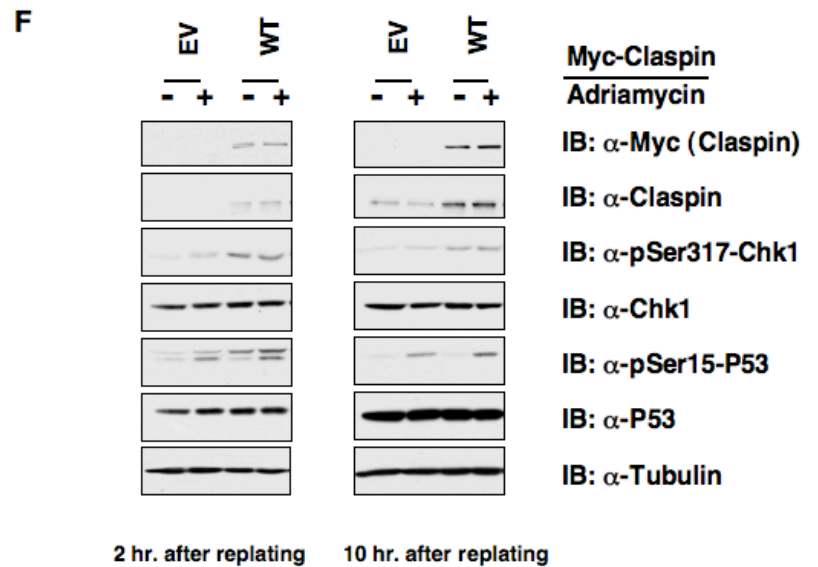 F
EV WT EV WT
Myc-Claspin
- + - + - + - + Adriamycin
IB: α-Myc (Claspin)
IB: α-Claspin
IB: α-pSer317-Chk1
IB: α-Chk1
IB: α-pSer15-P53
IB: α-P53
IB: α-Tubulin
2 hr. after replating 10 hr. after replating